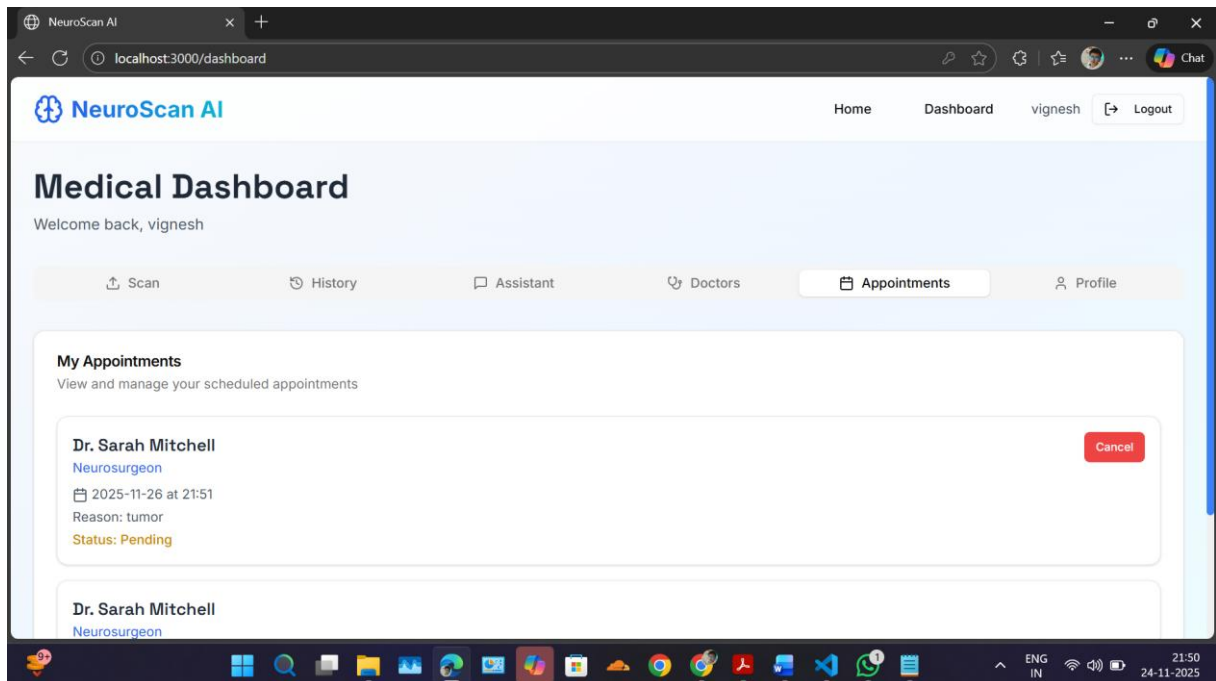 NeuroScan AI
localhost:3000/dashboard
Chat
NeuroScan AI
Home Dashboard vignesh Logout
Medical Dashboard
Welcome back, vignesh
Scan History Assistant Doctors Appointments Profile
My Appointments
View and manage your scheduled appointments
Dr. Sarah Mitchell
Cancel
Neurosurgeon
2025-11-26 at 21:51
Reason: tumor
Status: Pending
Dr. Sarah Mitchell
Neurosurgeon
9+
1
ENG
IN
21:50
24-11-2025